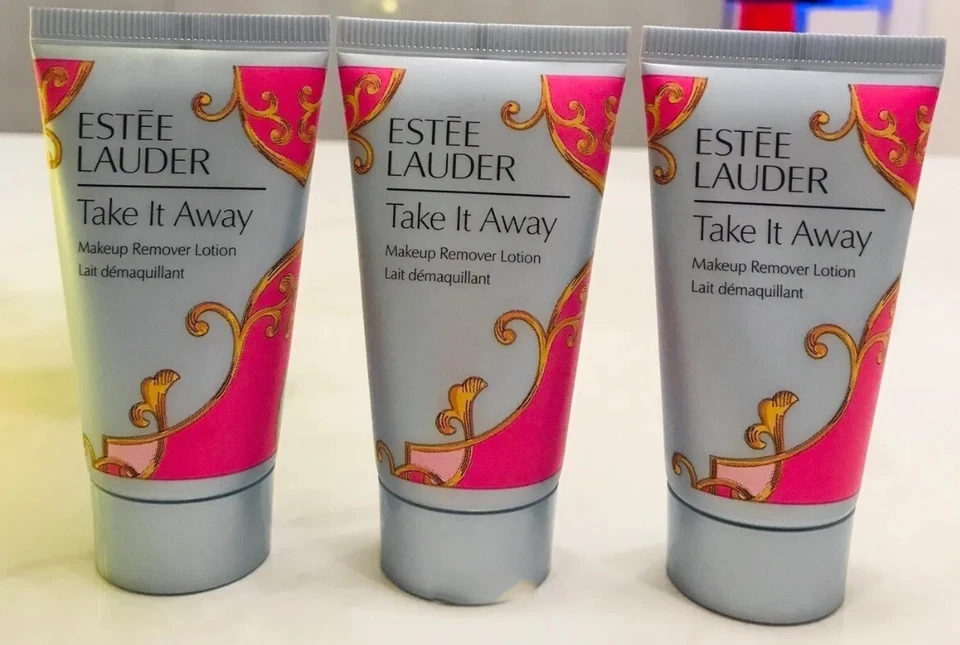 ESTĒE
LAUDER
Take It Away
Makeup Remover Lotion
Lait démaquillant
ESTĒE
LAUDER
Take It Away
Makeup Remover Lotion
Lait démaquillant
ESTĒE
LAUDER
Take It Away
Makeup Remover Lotion
Lait démaquillant